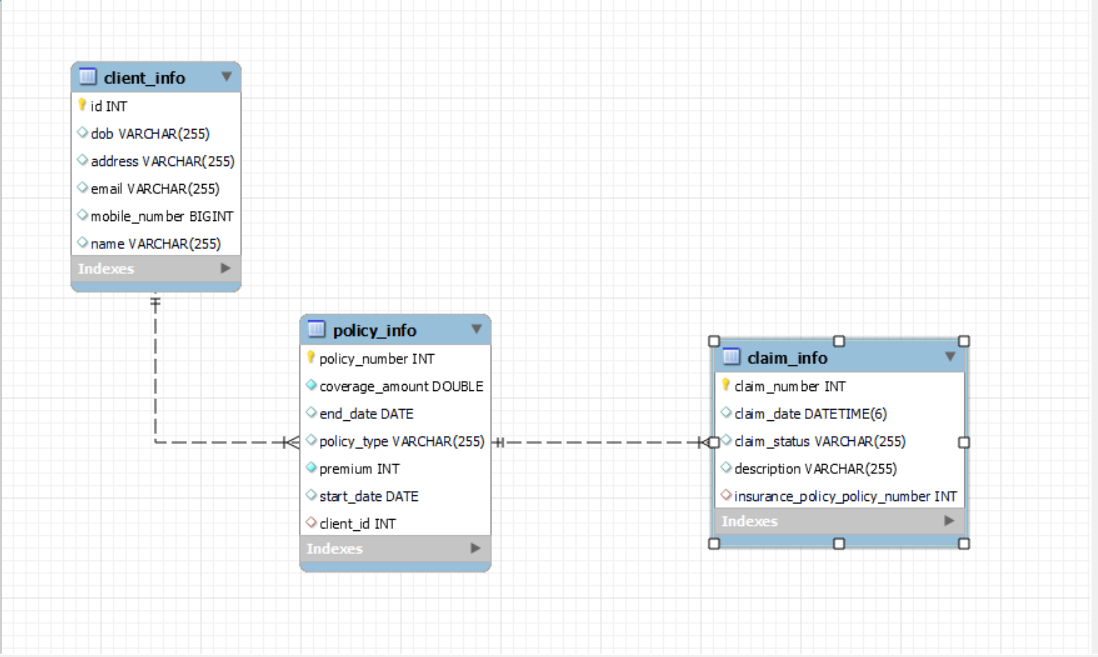 client_info
id INT
dob VARCHAR(255)
address VARCHAR(255)
email VARCHAR(255)
mobile_number BIGINT
name VARCHAR(255)
Indexes
policy_info
policy_number INT
coverage_amount DOUBLE
end_date DATE
policy_type VARCHAR(255)
premium INT
start_date DATE
client_id INT
Indexes
claim_info
claim_number INT
claim_date DATETIME(6)
claim_status VARCHAR(255)
description VARCHAR(255)
insurance_policy_policy_number INT
Indexes